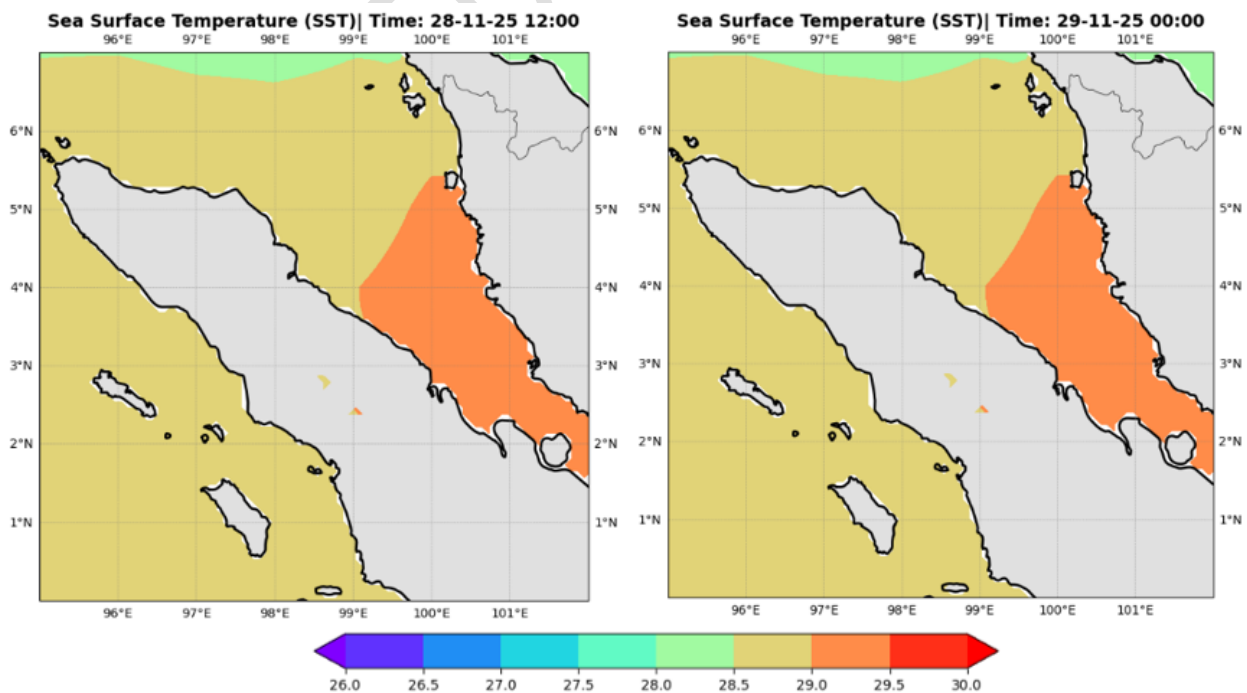 Sea Surface Temperature (SST)| Time: 28-11-25 12:00
96°E 97°E 98°E 99°E 100°E 101°E
6°N 6°N
5°N 5°N
4°N 4°N
3°N 3°N
2°N 2°N
1°N 1°N
96°E 97°E 98°E 99°E 100°E 101°E
Sea Surface Temperature (SST)| Time: 29-11-25 00:00
96°E 97°E 98°E 99°E 100°E 101°E
6°N
5°N
4°N
3°N
2°N
1°N
96°E 97°E 98°E 99°E 100°E 101°E
26.0 26.5 27.0 27.5 28.0 28.5 29.0 29.5 30.0